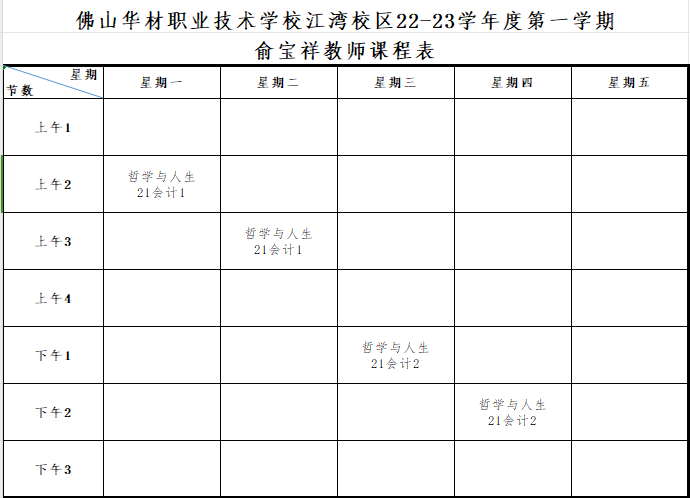 佛山华材职业技术学校江湾校区22-23学年度第一学期
俞宝祥教师课程表
星期
节数
星期一 星期二 星期三 星期四 星期五
上午1
上午2
哲学与人生
21会计1
上午3
哲学与人生
21会计1
上午4
下午1
哲学与人生
21会计2
下午2
哲学与人生
21会计2
下午3